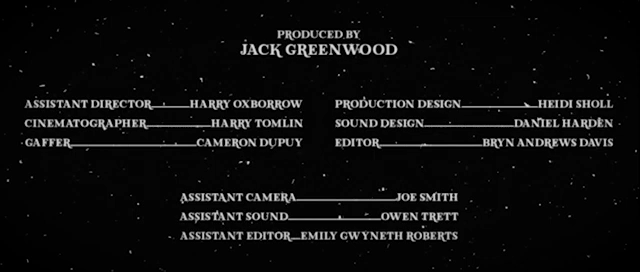 PRODUCED BY
JACK GREENWOOD
ASSISTANT DIRECTOR HARRY OXBORROW
CINEMATOGRAPHER HARRY TOMLIN
GAFFER CAMERON DUPUY
PRODUCTION DESIGN HEIDI SHOLL
SOUND DESIGN DANIEL HARDEN
EDITOR BRYN ANDREWS DAVIS
ASSISTANT CAMERA JOE SMITH
ASSISTANT SOUND OWEN TRETT
ASSISTANT EDITOR EMILY GWYNETH ROBERTS